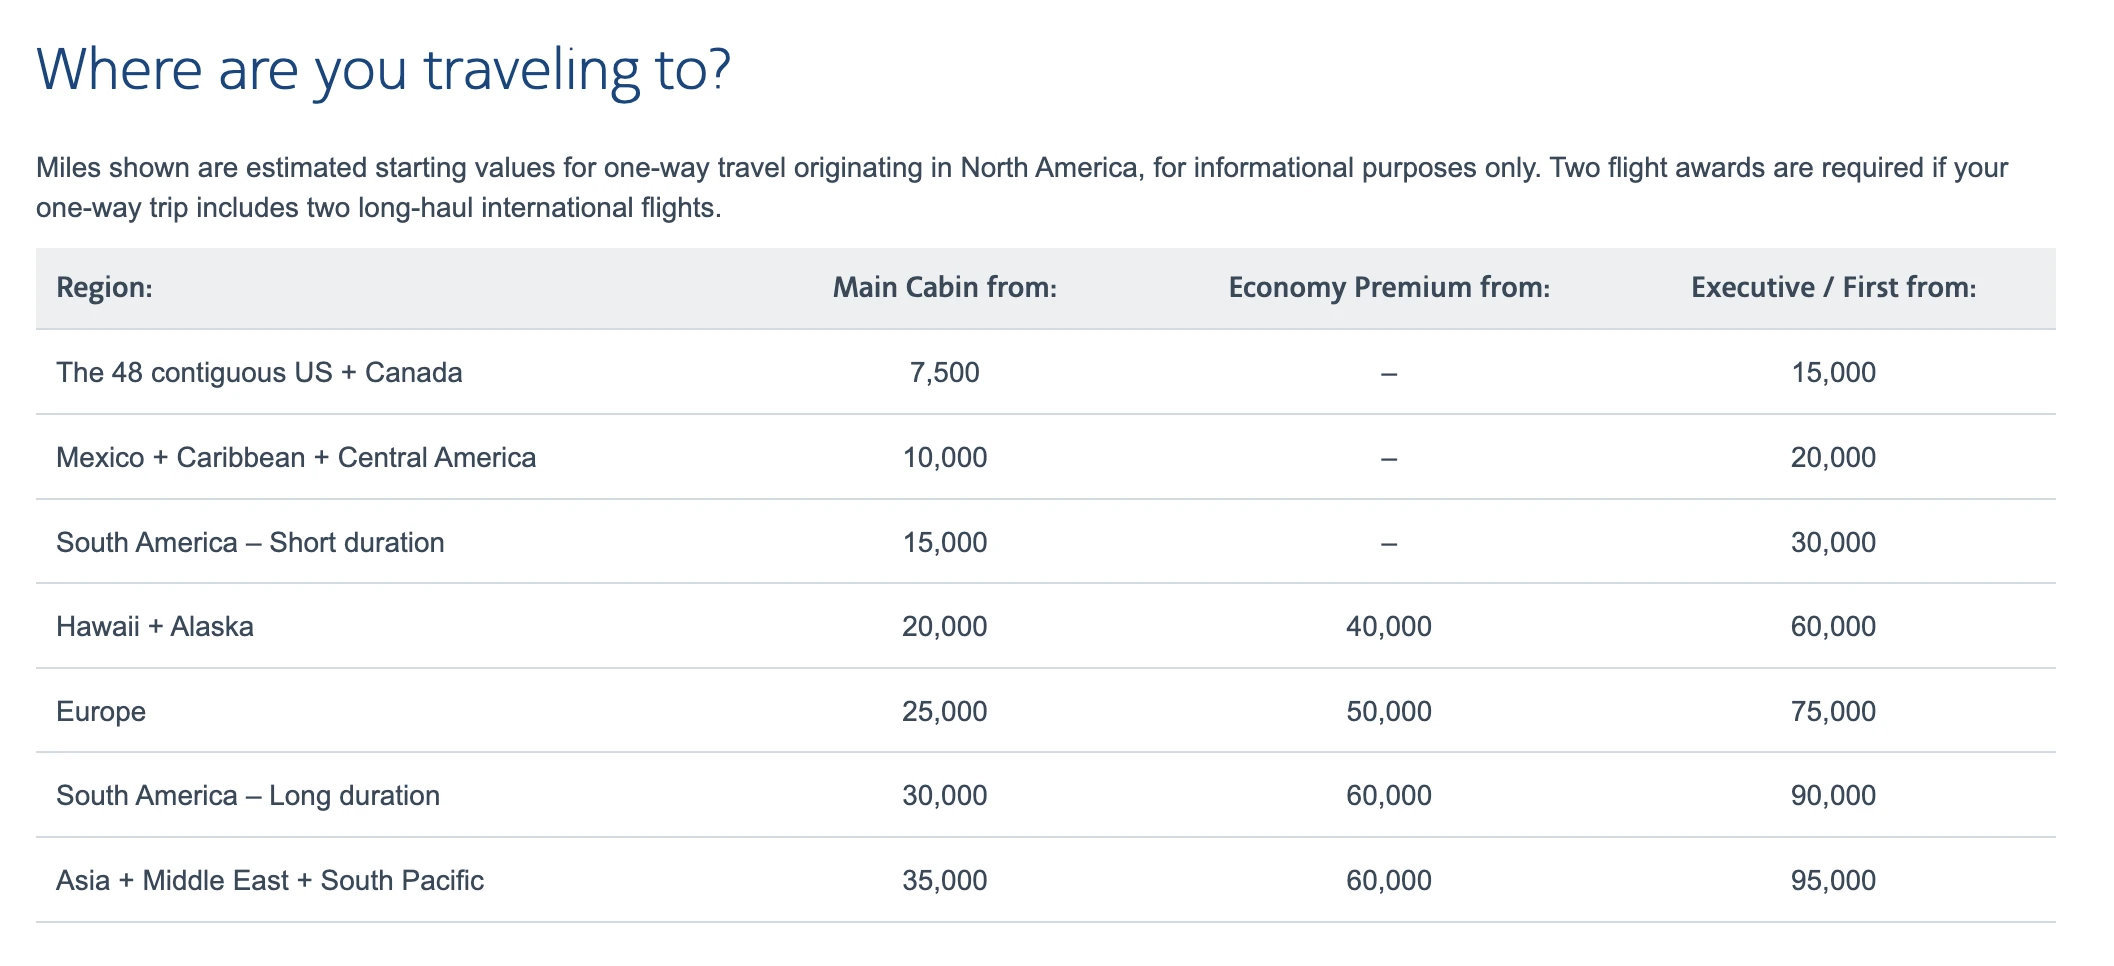 Where are you traveling to?
Miles shown are estimated starting values for one-way travel originating in North America, for informational purposes only. Two flight awards are required if your
one-way trip includes two long-haul international flights.
Region: Main Cabin from: Economy Premium from: Executive / First from:
The 48 contiguous US + Canada 7,500 – 15,000
Mexico + Caribbean + Central America 10,000 – 20,000
South America – Short duration 15,000 – 30,000
Hawaii + Alaska 20,000 40,000 60,000
Europe 25,000 50,000 75,000
South America – Long duration 30,000 60,000 90,000
Asia + Middle East + South Pacific 35,000 60,000 95,000